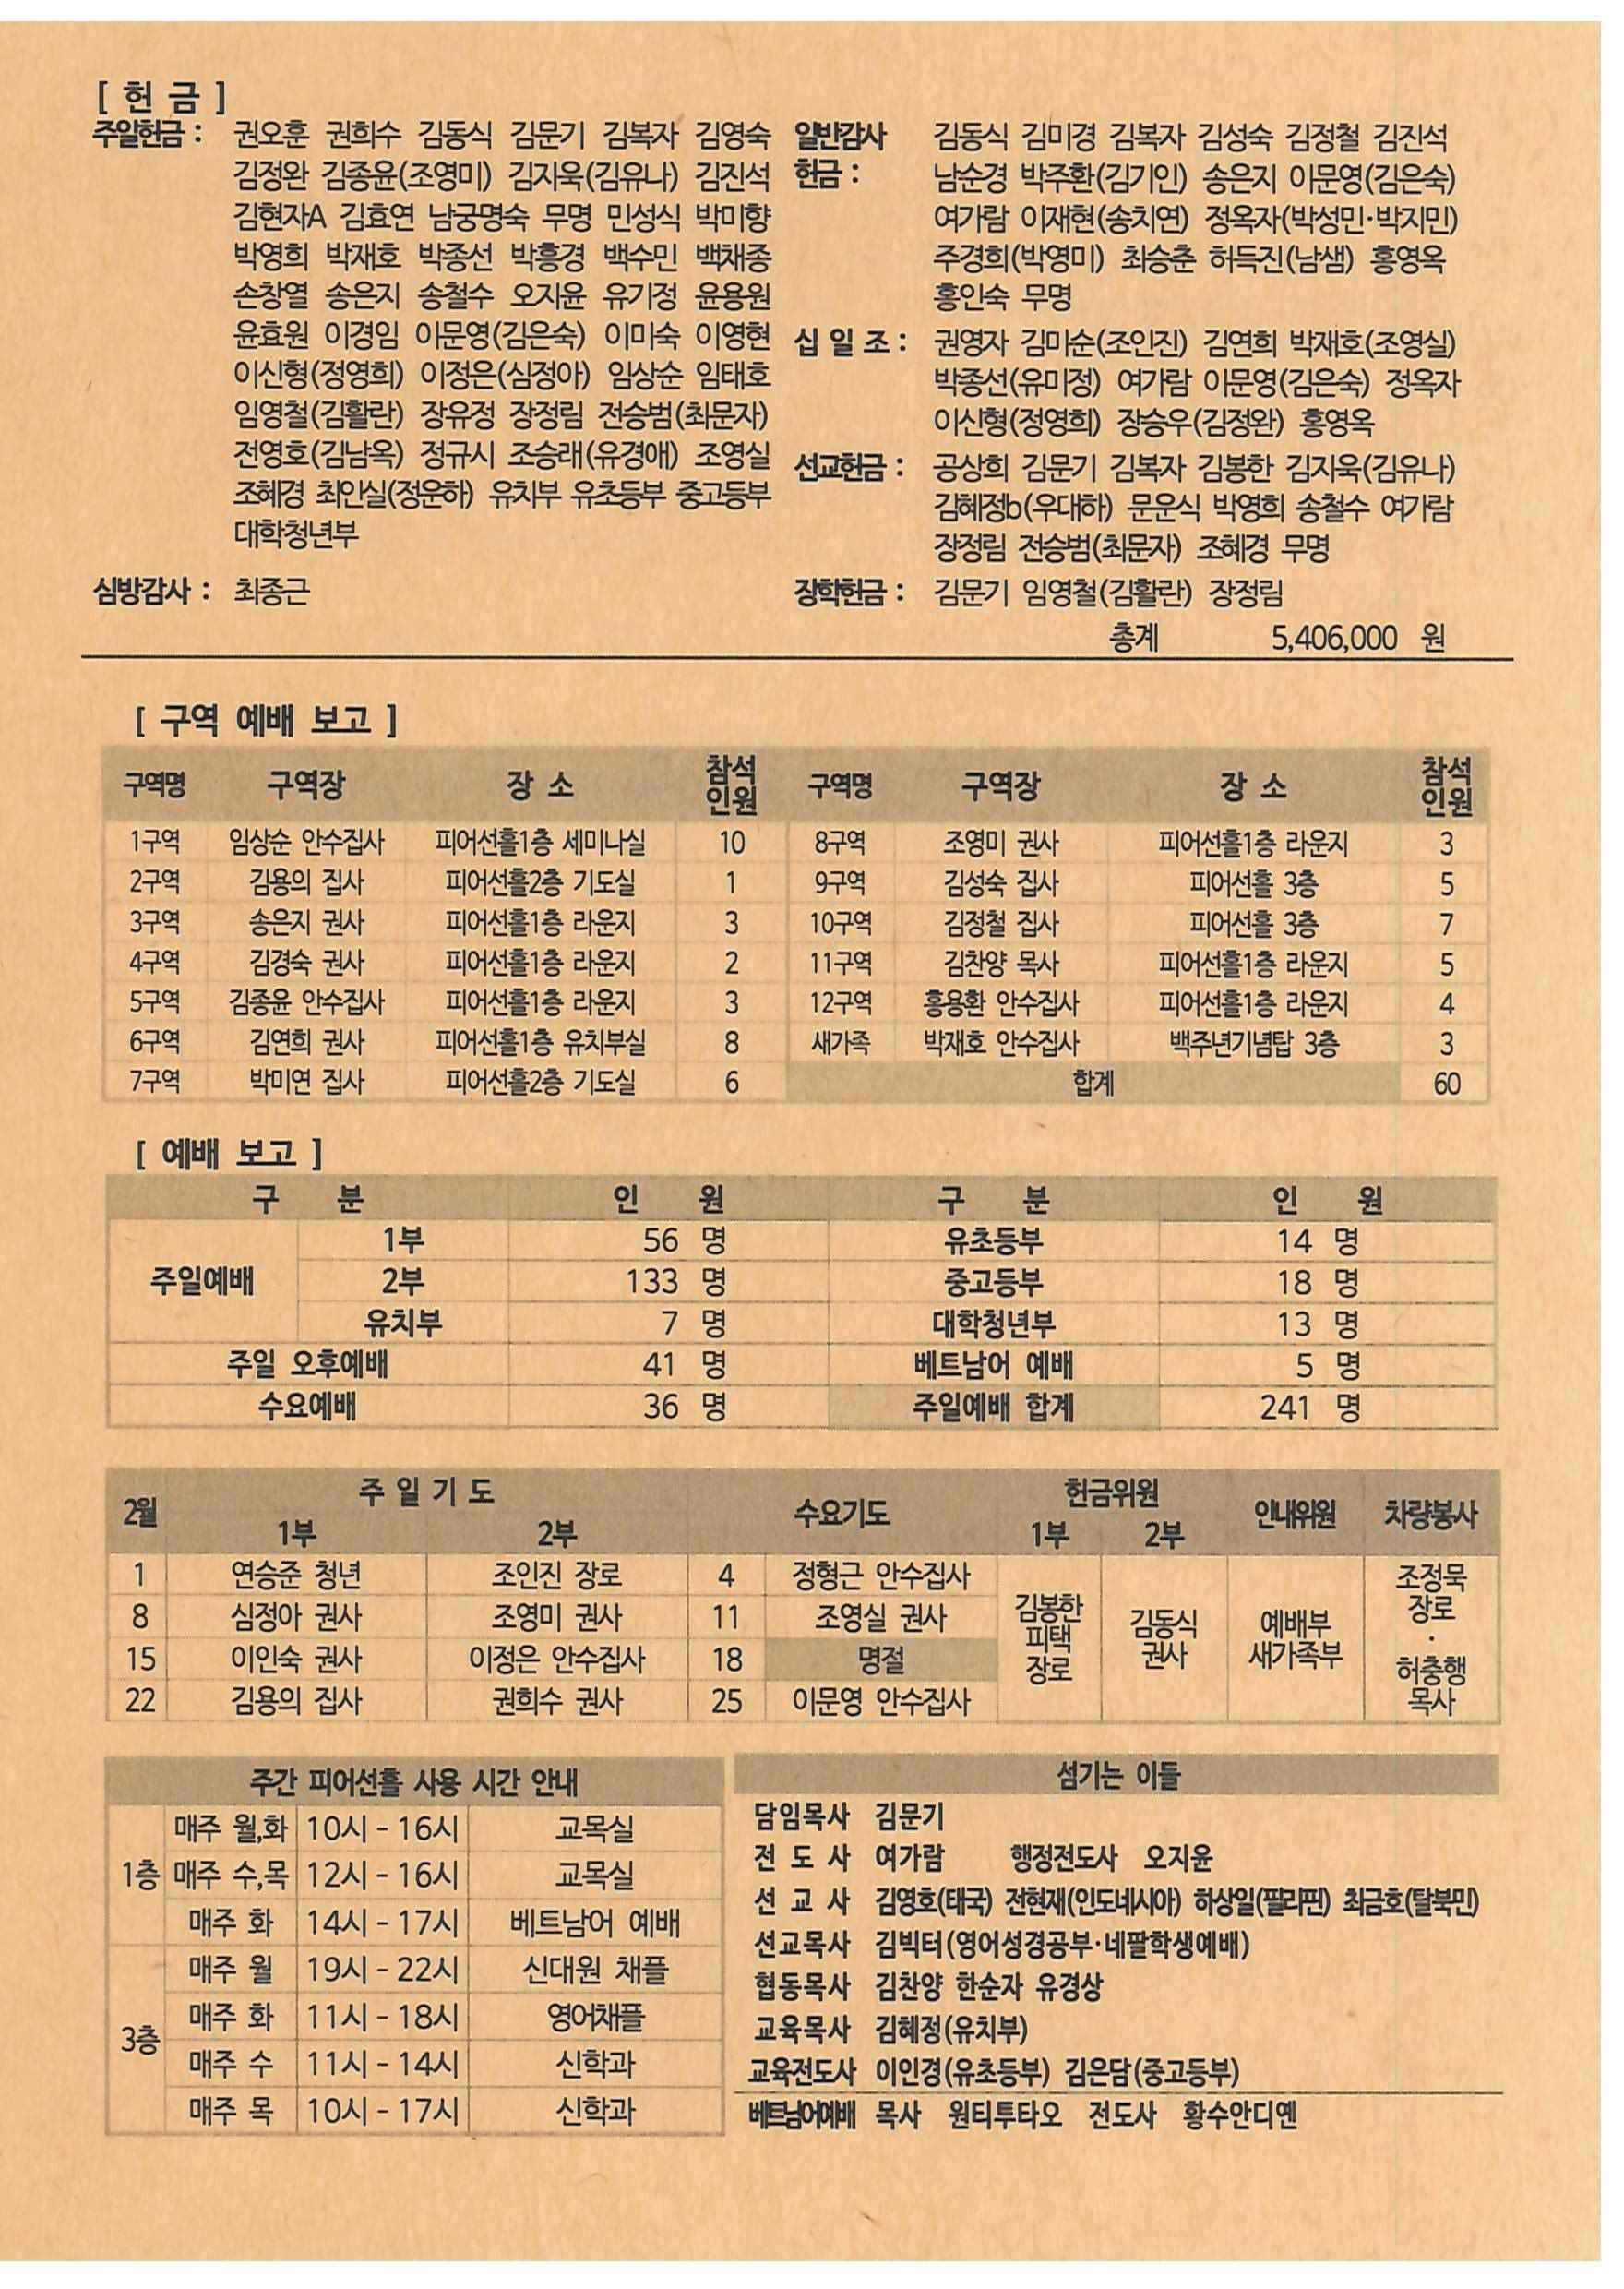 [ 헌 금 ]
주일헌금 : 권오훈 권희수 김동식 김문기 김복자 김영숙
김정완 김종윤(조영미) 김지욱(김유나) 김진석
김현자A 김효연 남궁명숙 무명 민성식 박미향
박영희 박재호 박종선 박흥경 백수민 백채종
손창열 송은지 송철수 오지윤 유기정 윤용원
윤효원 이경임 이문영(김은숙) 이미숙 이영현
이신형(정영희) 이정은(심정아) 임상순 임태호
임영철(김활란) 장유정 장정림 전승범(최문자)
전영호(김남옥) 정규시 조승래(유경애) 조영실
조혜경 최인실(정운하) 유치부 유초등부 중고등부
대학청년부
심방감사 : 최종근
일반감사 김동식 김미경 김복자 김성숙 김정철 김진석
헌금 : 남순경 박주환(김기인) 송은지 이문영(김은숙)
여가람 이재현(송치연) 정옥자(박성민·박지민)
주경희(박영미) 최승춘 허득진(남샘) 홍영옥
홍인숙 무명
십 일 조 : 권영자 김미순(조인진) 김연희 박재호(조영실)
박종선(유미정) 여가람 이문영(김은숙) 정옥자
이신형(정영희) 장승우(김정완) 홍영옥
선교헌금 : 공상희 김문기 김복자 김봉한 김지욱(김유나)
김혜정b(우대하) 문운식 박영희 송철수 여가람
장정림 전승범(최문자) 조혜경 무명
장학헌금 : 김문기 임영철(김활란) 장정림
총계 5,406,000 원
[ 구역 예배 보고 ]
구역명 구역장 장 소 참석인원 구역명 구역장 장 소 참석인원
1구역 임상순 안수집사 피어선홀1층 세미나실 10 8구역 조영미 권사 피어선홀1층 라운지 3
2구역 김용의 집사 피어선홀2층 기도실 1 9구역 김성숙 집사 피어선홀 3층 5
3구역 송은지 권사 피어선홀1층 라운지 3 10구역 김정철 집사 피어선홀 3층 7
4구역 김경숙 권사 피어선홀1층 라운지 2 11구역 김찬양 목사 피어선홀1층 라운지 5
5구역 김종윤 안수집사 피어선홀1층 라운지 3 12구역 홍용환 안수집사 피어선홀1층 라운지 4
6구역 김연희 권사 피어선홀1층 유치부실 8 새가족 박재호 안수집사 백주년기념탑 3층 3
7구역 박미연 집사 피어선홀2층 기도실 6 합계 60
[ 예배 보고 ]
구 분 인 원 구 분 인 원
1부 56 명 유초등부 14 명
주일예배 2부 133 명 중고등부 18 명
유치부 7 명 대학청년부 13 명
주일 오후예배 41 명 베트남어 예배 5 명
수요예배 36 명 주일예배 합계 241 명
2월 주 일 기 도 수요기도 헌금위원 안내위원 차량봉사
1부 2부 1부 2부
1 연승준 청년 조인진 장로 4 정형근 안수집사
8 심정아 권사 조영미 권사 11 조영실 권사
15 이인숙 권사 이정은 안수집사 18 명절
22 김용의 집사 권희수 권사 25 이문영 안수집사
김봉한
피택
장로
김동식
권사
예배부
새가족부
조정묵
장로
·
허충행
목사
주간 피어선홀 사용 시간 안내
1층 매주 월,화 10시 - 16시 교목실
매주 수,목 12시 - 16시 교목실
매주 화 14시 - 17시 베트남어 예배
3층 매주 월 19시 - 22시 신대원 채플
매주 화 11시 - 18시 영어채플
매주 수 11시 - 14시 신학과
매주 목 10시 - 17시 신학과
섬기는 이들
담임목사 김문기
전 도 사 여가람 행정전도사 오지윤
선 교 사 김영호(태국) 전현재(인도네시아) 하상일(필리핀) 최금호(탈북민)
선교목사 김빅터(영어성경공부·네팔학생예배)
협동목사 김찬양 한순자 유경상
교육목사 김혜정(유치부)
교육전도사 이인경(유초등부) 김은담(중고등부)
베트남어예배 목사 원티투타오 전도사 황수안디옌